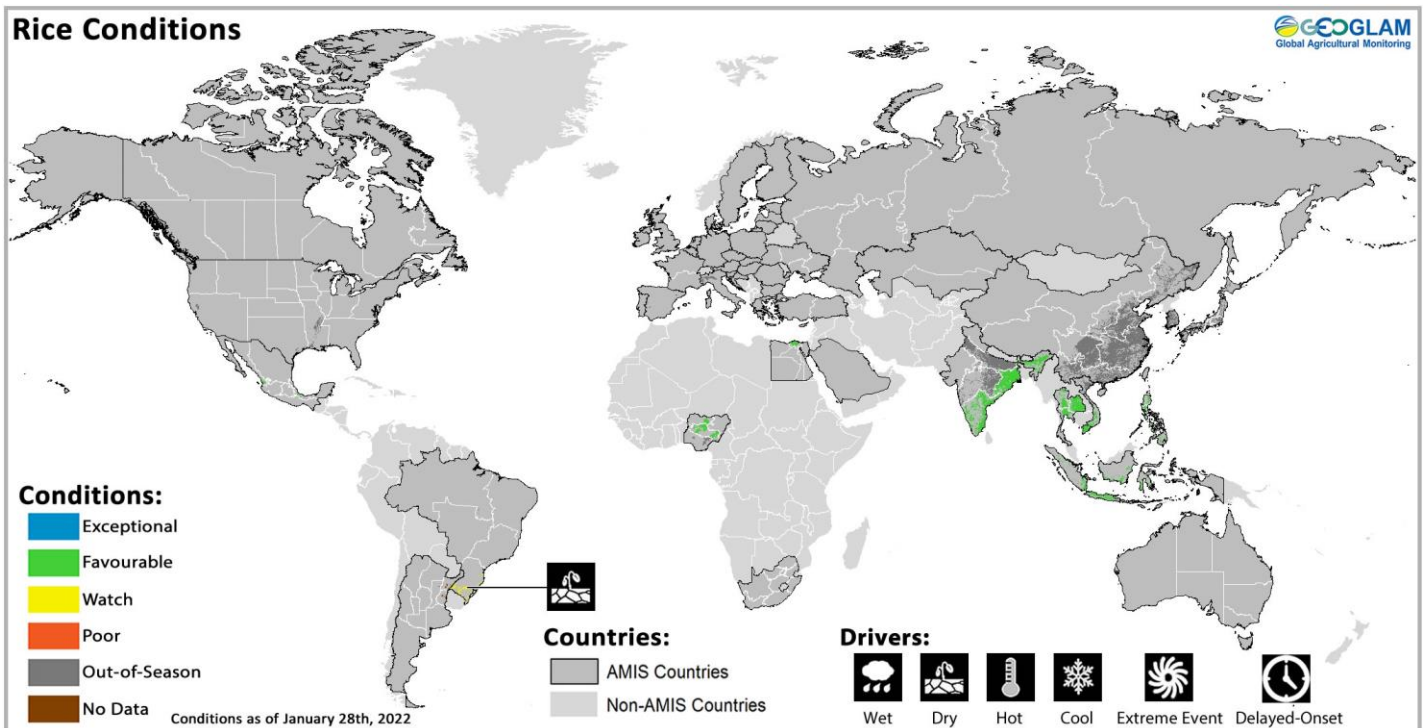 Rice Conditions
GEOGLAM
Global Agricultural Monitoring
Conditions:
Exceptional
Favourable
Watch
Poor
Out-of-Season
No Data
Conditions as of January 28th, 2022
Countries:
AMIS Countries
Non-AMIS Countries
Drivers:
Wet
Dry
Hot
Cool
Extreme Event
Delayed-Onset